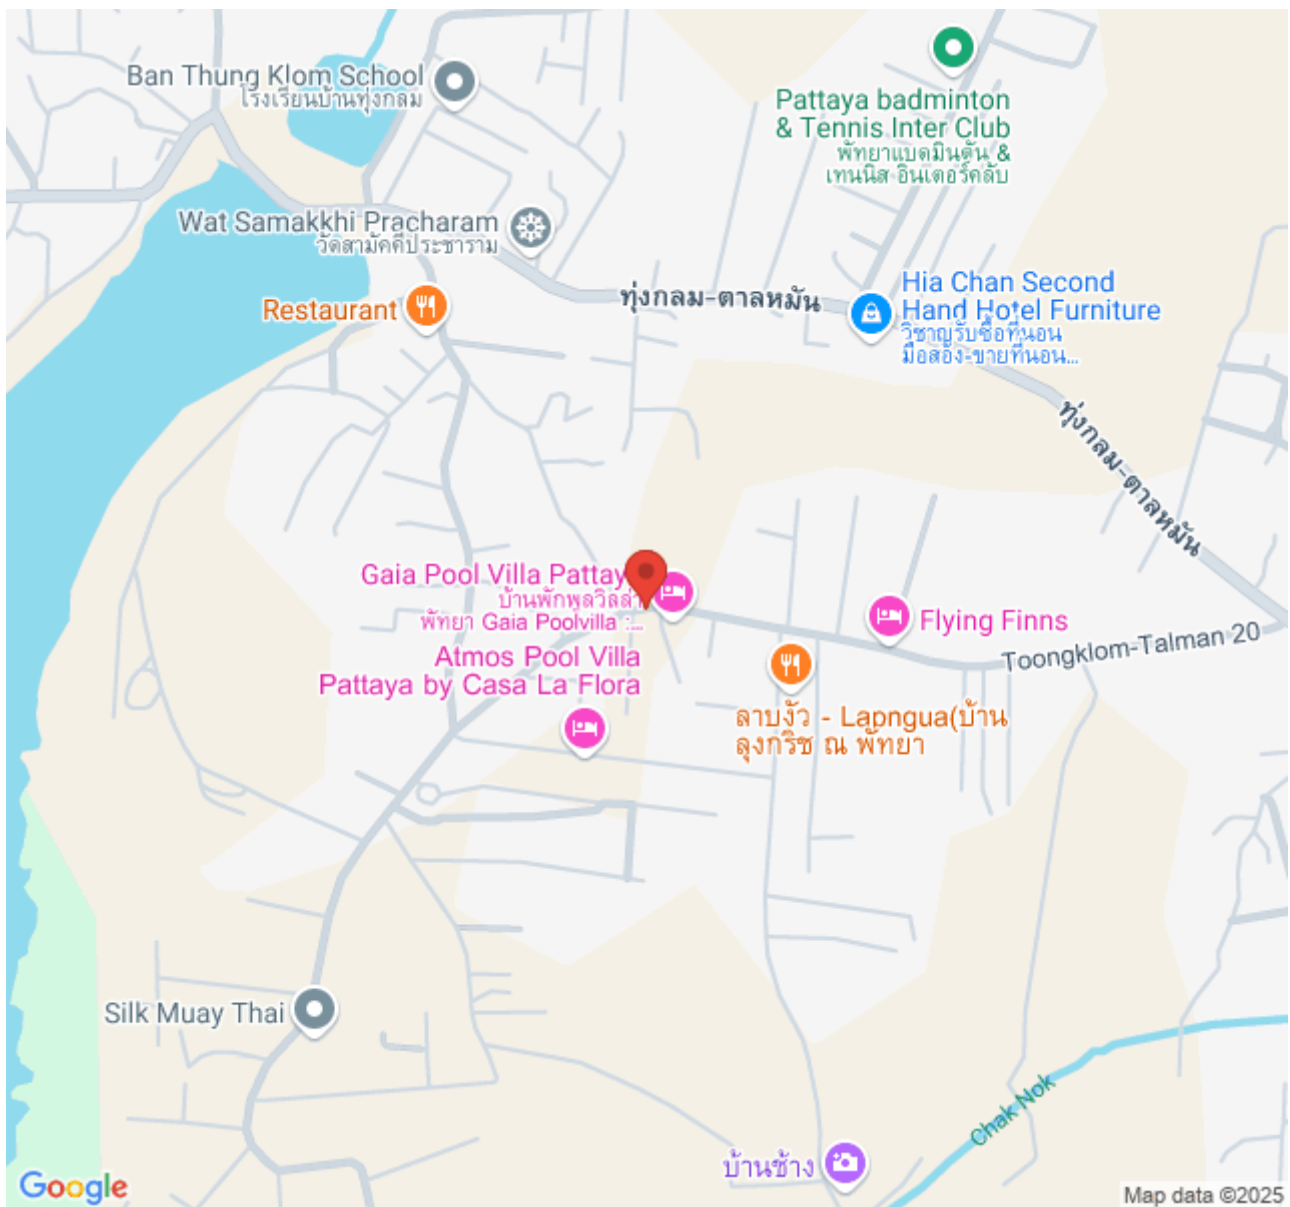 Ban Thung Klom School
โรงเรียนบ้านทุ่งกลม
Pattaya badminton
& Tennis Inter Club
พัทยาแบดมินตัน &
เทนนิส อินเตอร์คลับ
Wat Samakkhi Pracharam
วัดสามัคคีประชาราม
Restaurant
ทุ่งกลม-ตาลหมัน
Hia Chan Second
Hand Hotel Furniture
วิชาญรับซื้อที่นอน
มือสอง-ขายที่นอน...
ทุ่งกลม-ตาลหมัน
Gaia Pool Villa Pattay
บ้านพักพูลวิลล่า
พัทยา Gaia Poolvilla :...
Flying Finns
Toongklom-Talman 20
Atmos Pool Villa
Pattaya by Casa La Flora
ลาบงัว - Lapngua(บ้าน
ลุงกริช ณ พัทยา
Silk Muay Thai
Chak Nok
บ้านช้าง
Google
Map data ©2025